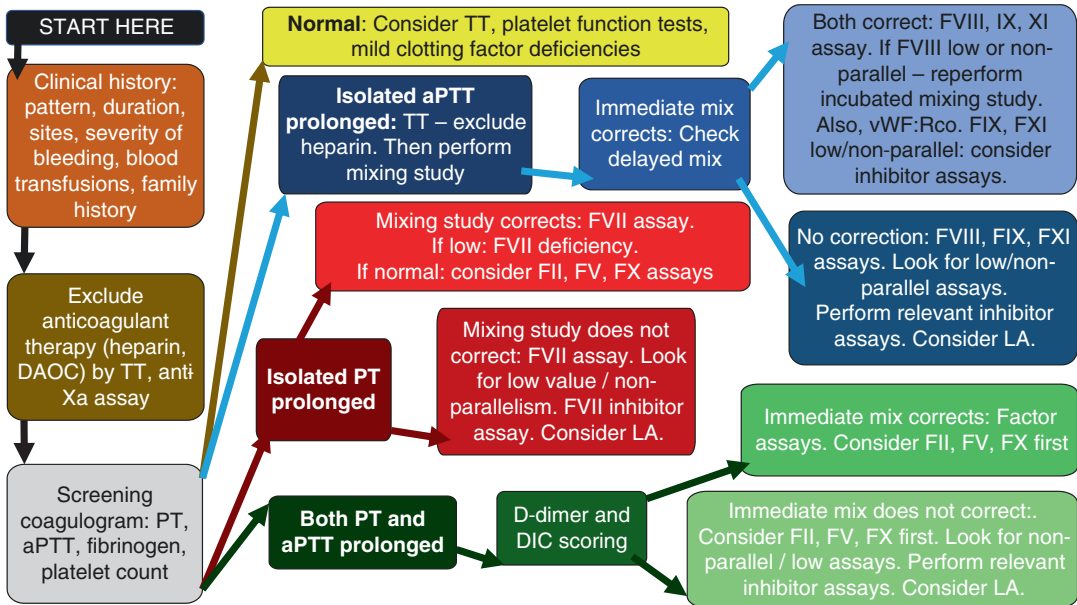 START HERE
Clinical history:
pattern, duration,
sites, severity of
bleeding, blood
transfusions, family
history
Exclude
anticoagulant
therapy (heparin,
DAOC) by TT, anti-
Xa assay
Screening
coagulogram: PT,
aPTT, fibrinogen,
platelet count
Normal: Consider TT, platelet function tests,
mild clotting factor deficiencies
Isolated aPTT
prolonged: TT – exclude
heparin. Then perform
mixing study
Immediate mix
corrects: Check
delayed mix
Both correct: FVIII, IX, XI
assay. If FVIII low or non-
parallel – reperform
incubated mixing study.
Also, vWF:Rco. FIX, FXI
low/non-parallel: consider
inhibitor assays.
No correction: FVIII, FIX, FXI
assays. Look for low/non-
parallel assays.
Perform relevant inhibitor
assays. Consider LA.
Isolated PT
prolonged
Mixing study corrects: FVII assay.
If low: FVII deficiency.
If normal: consider FII, FV, FX assays
Mixing study does not
correct: FVII assay. Look
for low value / non-
parallelism. FVII inhibitor
assay. Consider LA.
Both PT and
aPTT prolonged
D-dimer and
DIC scoring
Immediate mix corrects: Factor
assays. Consider FII, FV, FX first
Immediate mix does not correct:.
Consider FII, FV, FX first. Look for non-
parallel / low assays. Perform relevant
inhibitor assays. Consider LA.